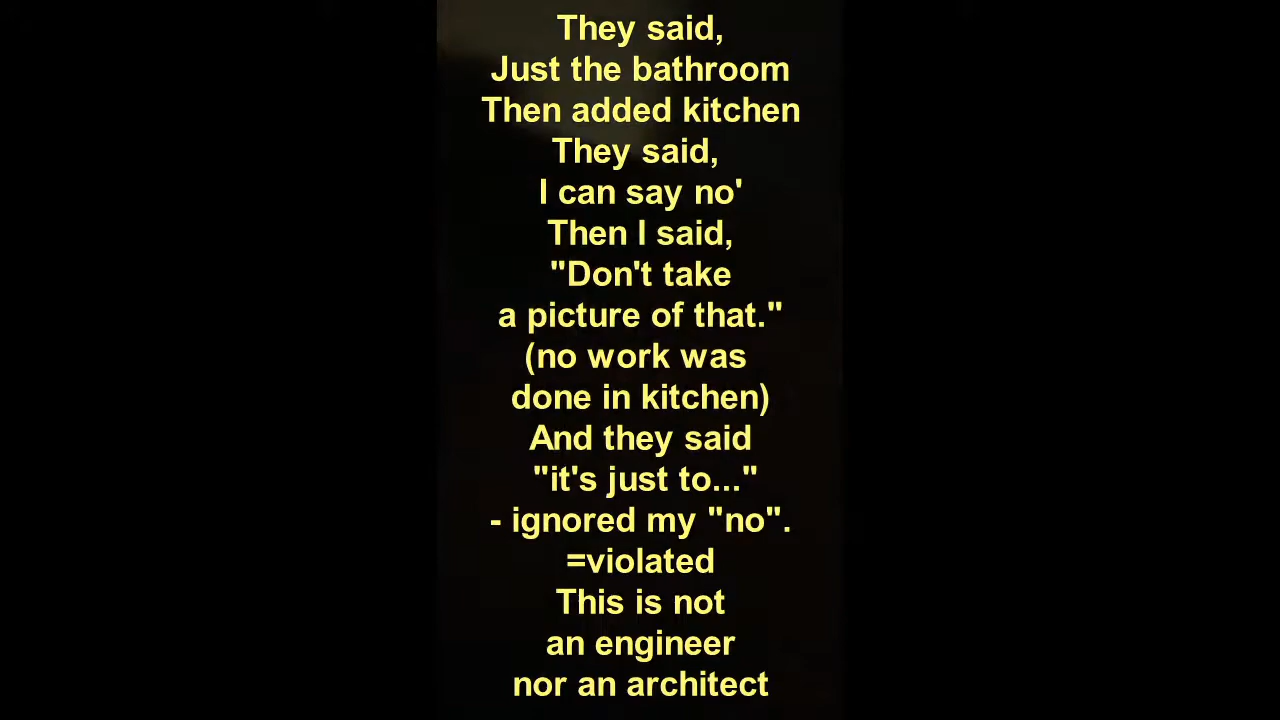 They said,
Just the bathroom
Then added kitchen
They said,
I can say no'
Then I said,
"Don't take
a picture of that."
(no work was
done in kitchen)
And they said
"it's just to..."
- ignored my "no".
=violated
This is not
an engineer
nor an architect